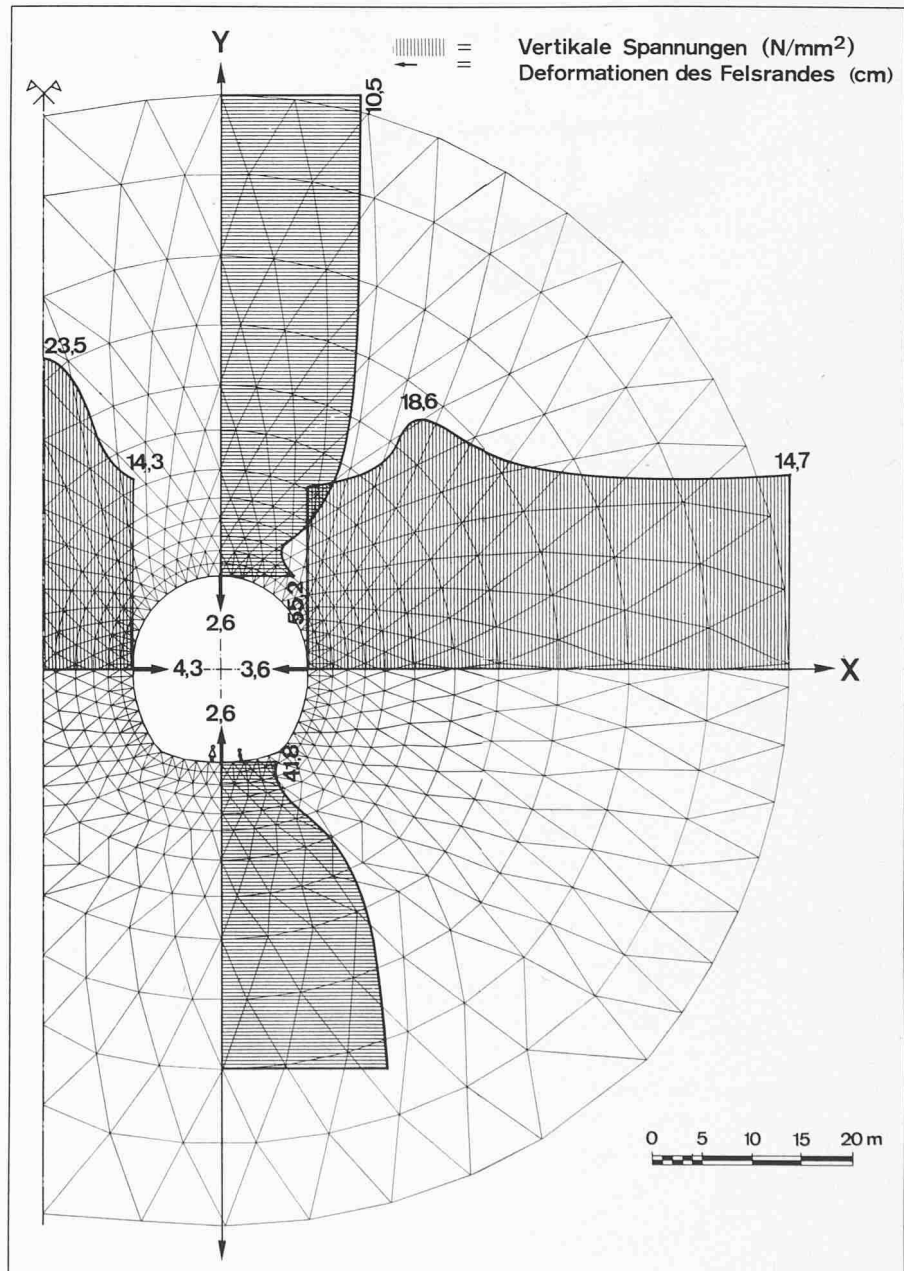 Y
= Vertikale Spannungen (N/mm²)
= Deformationen des Felsrandes (cm)
10,5
23,5
18,6
14,3
14,7
55,2
2,6
4,3
3,6
X
2,6
41,8
0 5 10 15 20 m